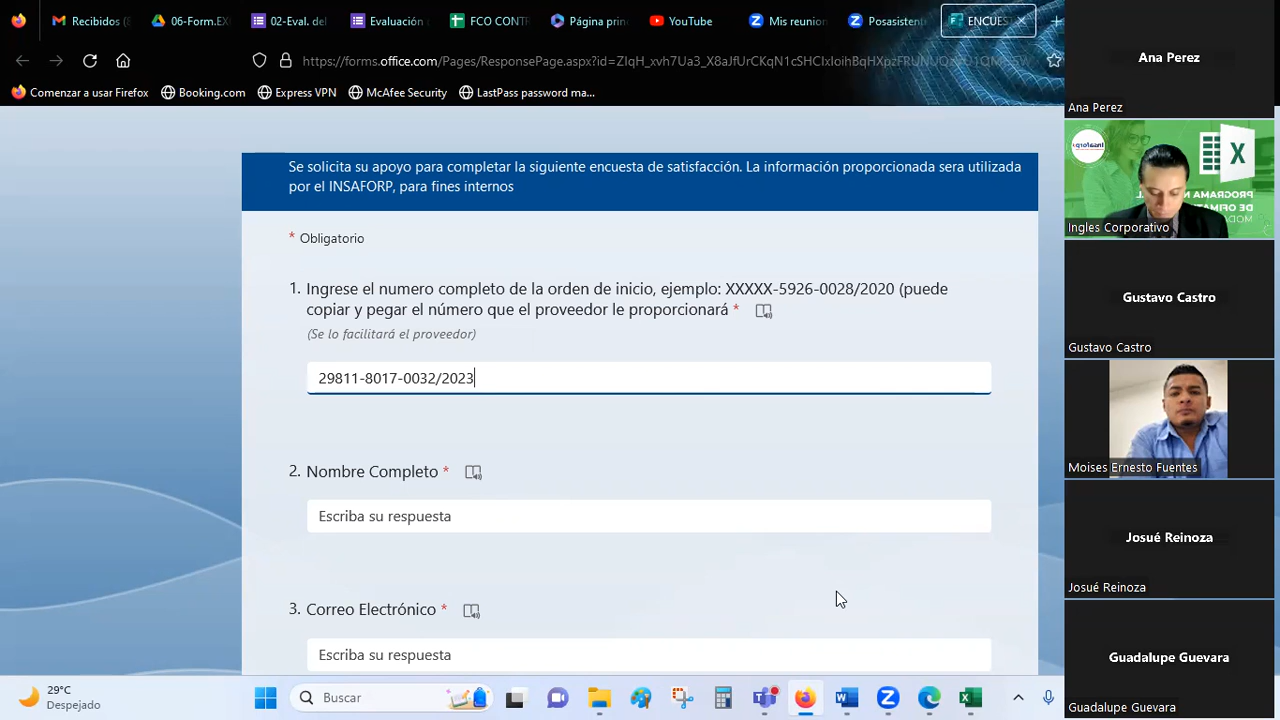 Recibidos (8
06-Form.EX
02-Eval. del
Evaluación
FCO CONT
Página prin
YouTube
Mis reunion
Posasistent
ENCUES
https://forms.office.com/Pages/ResponsePage.aspx?id=
Comenzar a usar Firefox
Booking.com
Express VPN
McAfee Security
LastPass password ma...
Se solicita su apoyo para completar la siguiente encuesta de satisfacción. La información proporcionada sera utilizada
por el INSAFORP, para fines internos
* Obligatorio
1. Ingrese el numero completo de la orden de inicio, ejemplo: XXXXX-5926-0028/2020 (puede
copiar y pegar el número que el proveedor le proporcionará *
(Se lo facilitará el proveedor)
29811-8017-0032/2023
2. Nombre Completo *
Escriba su respuesta
3. Correo Electrónico *
Escriba su respuesta
29°C
Despejado
Buscar
Ana Perez
Ana Perez
X
PROGRAMA N
DE OFIMAT
MODA
Ingles Corporativo
Gustavo Castro
Gustavo Castro
Moises Ernesto Fuentes
Josué Reinoza
Josué Reinoza
Guadalupe Guevara
Guadalupe Guevara